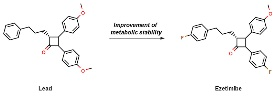 Improvement of
metabolic stability
O
O
O
O
F
O
F
Lead
Ezetimibe